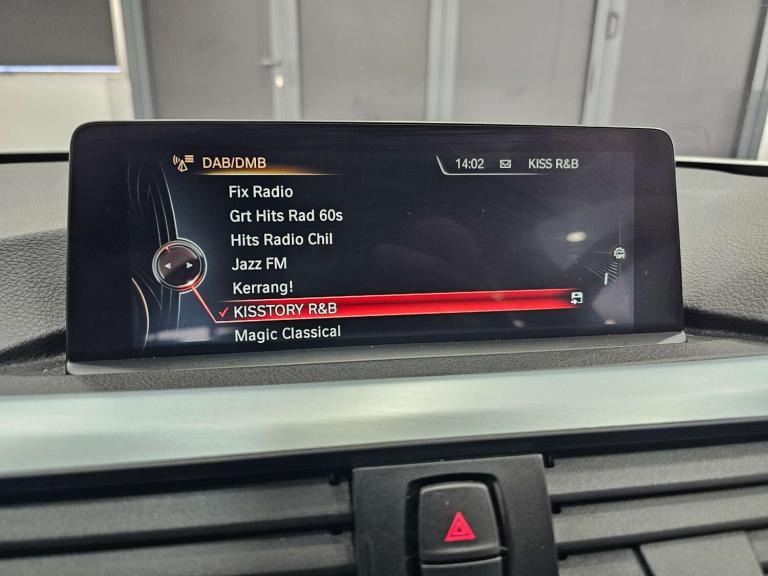 DAB/DMB
14:02 KISS R&B
Fix Radio
Grt Hits Rad 60s
Hits Radio Chil
Jazz FM
Kerrang!
KISSTORY R&B
Magic Classical